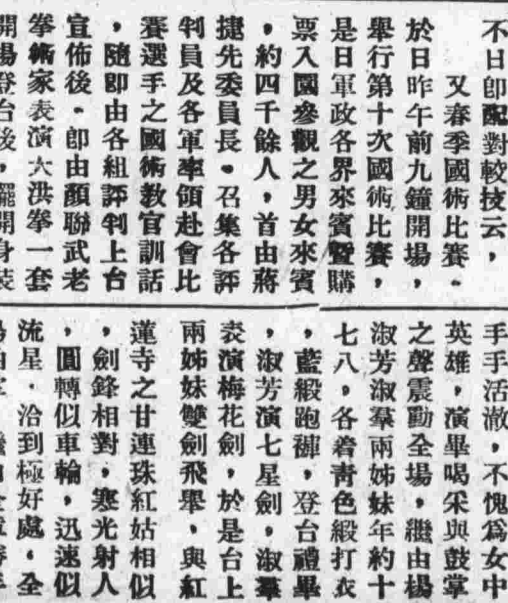 不日卽配對較技云，
又春季國術比賽・
於日昨午前九鐘開場，
舉行第十次國術比賽，
是日軍政各界來賓暨購
票入園參觀之男女來賓
，約四千餘人，首由蔣
捷先委員長・召集各評
判員及各軍率領赴會比
賽選手之國術敎官訓話
，隨卽由各組評判上台
宣佈後・卽由顏聯武老
拳術家表演大洪拳一套
開場登台後，擺開身裝
手手活澈，不愧爲女中
英雄，演畢喝采與鼓掌
之聲震動全場，繼由楊
淑芳淑羣兩姊妹年約十
七八，各着靑色緞打衣
，藍緞跑褲，登台禮畢
，淑芳演七星劍，淑羣
表演梅花劍，於是台上
兩姊妹雙劍飛舉，與紅
蓮寺之甘連珠紅姑相似
，劍鋒相對，寒光射人
，圓轉似車輪，迅速似
流星・洽到極好處・全